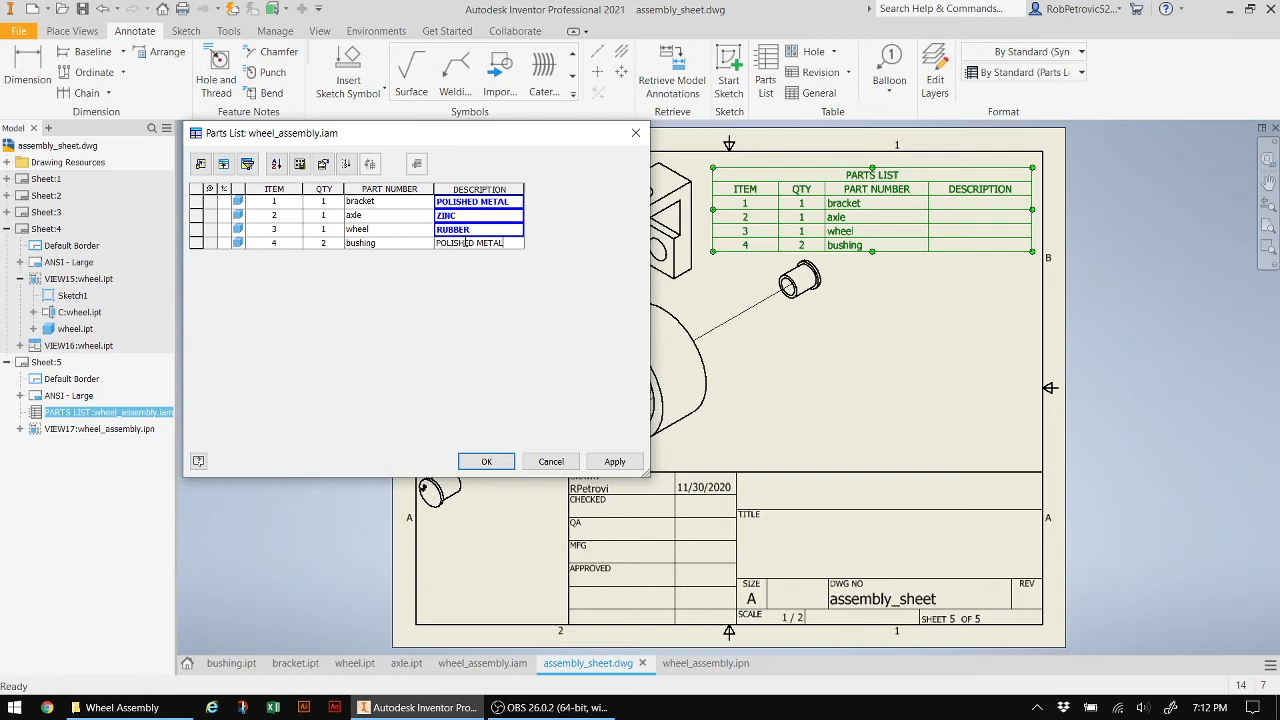 Autodesk Inventor Professional 2021 assembly_sheet.dwg
Search Help & Commands...
RobPetrovic52...
File Place Views Annotate Sketch Tools Manage View Environments Collaborate
Dimension
Baseline
Ordinate
Chain
Arrange
Dimension
Hole and Thread
Chamfer
Punch
Bend
Feature Notes
Insert Sketch Symbol
Surface
Weldi...
Impor...
Cater...
Symbols
Retrieve Model Annotations
Retrieve
Start Sketch
Sketch
Parts List
Hole
Revision
General
Table
Balloon
Edit Layers
By Standard (Syn
By Standard (Parts L
Format
Model
assembly_sheet.dwg
Drawing Resources
Sheet:1
Sheet:2
Sheet:3
Sheet:4
Default Border
ANSI - Large
VIEW15:wheel.ipt
Sketch1
C:wheel.ipt
wheel.ipt
VIEW16:wheel.ipt
Sheet:5
Default Border
ANSI - Large
PARTS LIST:wheel_assembly.iam
VIEW17:wheel_assembly.ipn
Parts List: wheel_assembly.iam
ITEM QTY PART NUMBER DESCRIPTION
1 1 bracket POLISHED METAL
2 1 axle ZINC
3 1 wheel RUBBER
4 2 bushing POLISHED METAL
OK Cancel Apply
1
PARTS LIST
ITEM QTY PART NUMBER DESCRIPTION
1 1 bracket
2 1 axle
3 1 wheel
4 2 bushing
B
A
A
DRAWN
RPetrovi 11/30/2020
CHECKED
QA
MFG
APPROVED
TITLE
SIZE
A
DWG NO
assembly_sheet
REV
SCALE
1 / 2
SHEET 5 OF 5
2 1
bushing.ipt bracket.ipt wheel.ipt axle.ipt wheel_assembly.iam assembly_sheet.dwg wheel_assembly.ipn
Ready
14 7
Wheel Assembly
Autodesk Inventor Pro...
OBS 26.0.2 (64-bit, wi...
7:12 PM